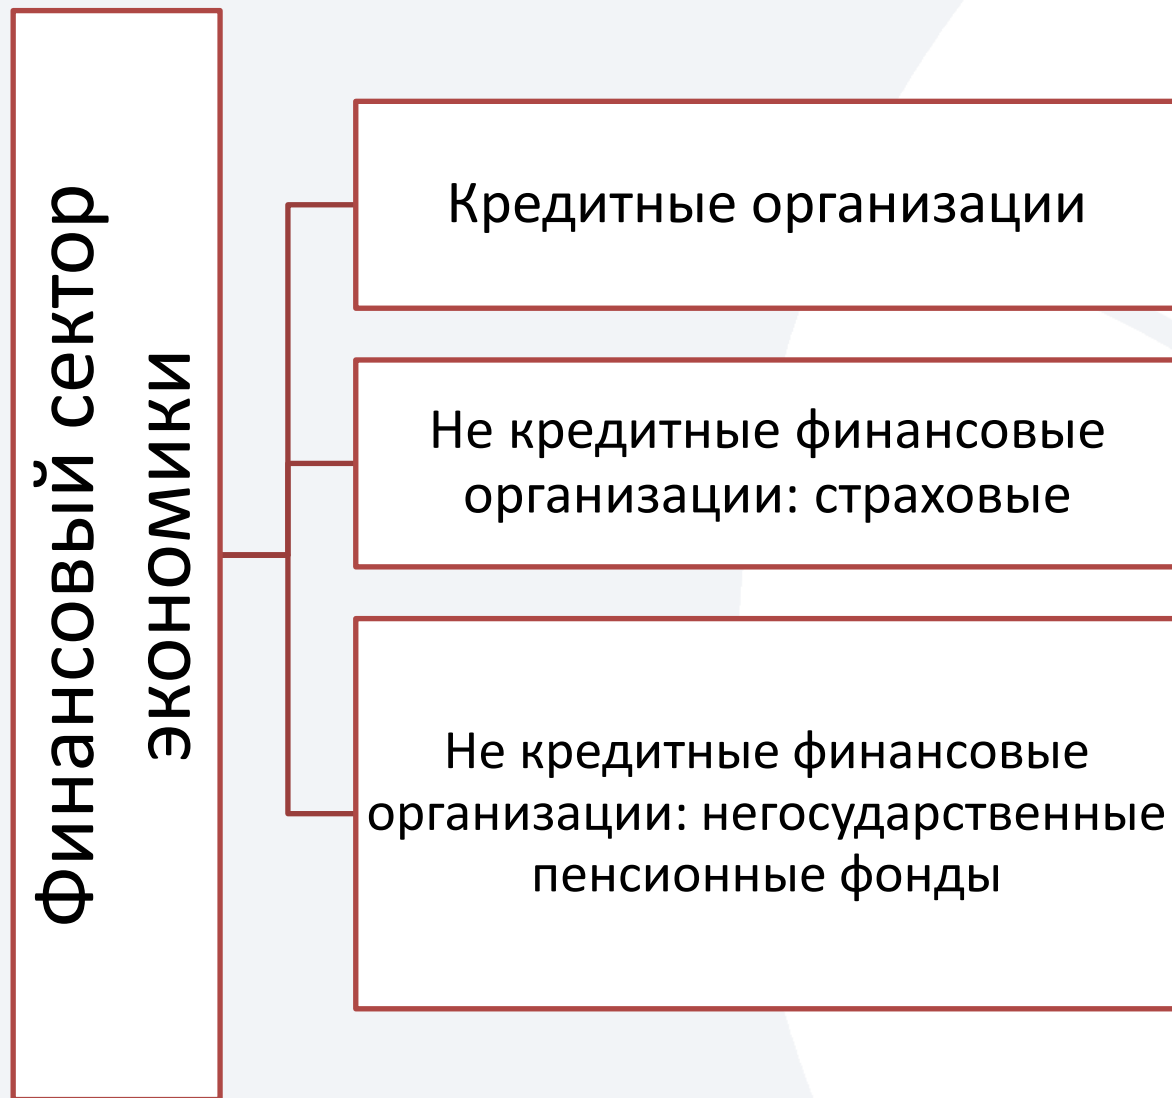 Финансовый сектор
экономики
Кредитные организации
Не кредитные финансовые
организации: страховые
Не кредитные финансовые
организации: негосударственные
пенсионные фонды